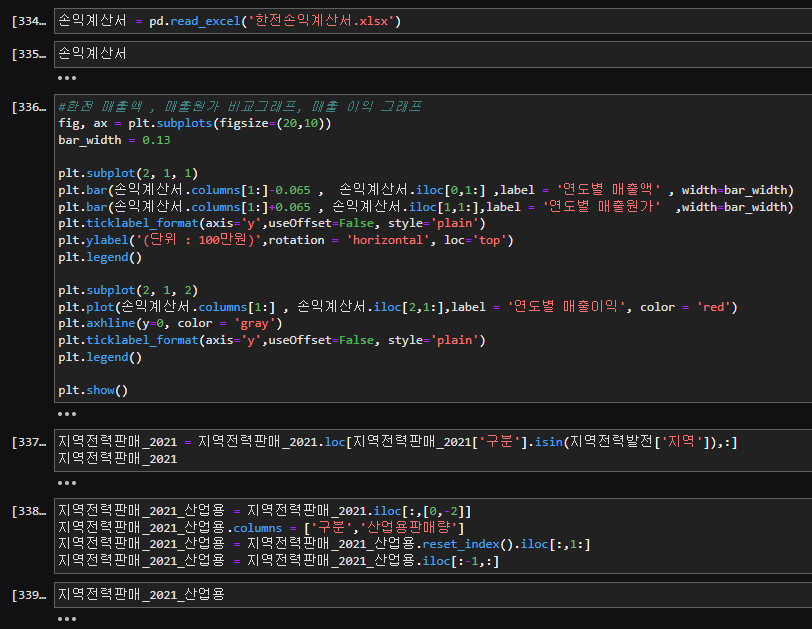 [334…
손익계산서 = pd.read_excel('한전손익계산서.xlsx')
[335…
손익계산서
•••
[336…
#한전 매출액 , 매출원가 비교그래프, 매출 이익 그래프
fig, ax = plt.subplots(figsize=(20,10))
bar_width = 0.13
plt.subplot(2, 1, 1)
plt.bar(손익계산서.columns[1:]-0.065 ,  손익계산서.iloc[0,1:] ,label = '연도별 매출액' , width=bar_width)
plt.bar(손익계산서.columns[1:]+0.065 , 손익계산서.iloc[1,1:],label = '연도별 매출원가'  ,width=bar_width)
plt.ticklabel_format(axis='y',useOffset=False, style='plain')
plt.ylabel('(단위 : 100만원)',rotation = 'horizontal', loc='top')
plt.legend()
plt.subplot(2, 1, 2)
plt.plot(손익계산서.columns[1:] , 손익계산서.iloc[2,1:],label = '연도별 매출이익', color = 'red')
plt.axhline(y=0, color = 'gray')
plt.ticklabel_format(axis='y',useOffset=False, style='plain')
plt.legend()
plt.show()
•••
[337…
지역전력판매_2021 = 지역전력판매_2021.loc[지역전력판매_2021['구분'].isin(지역전력발전['지역']),:]
지역전력판매_2021
•••
[338…
지역전력판매_2021_산업용 = 지역전력판매_2021.iloc[:,[0,-2]]
지역전력판매_2021_산업용.columns = ['구분','산업용판매량']
지역전력판매_2021_산업용 = 지역전력판매_2021_산업용.reset_index().iloc[:,1:]
지역전력판매_2021_산업용 = 지역전력판매_2021_산업용.iloc[:-1,:]
[339…
지역전력판매_2021_산업용
•••